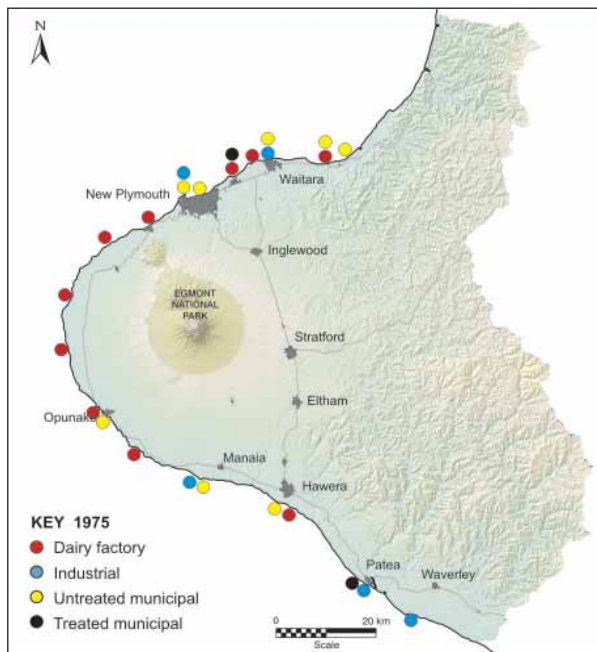 N
Waitara
New Plymouth
Inglewood
EGMONT
NATIONAL
PARK
Stratford
Eltham
Opunake
Manaia
Hawera
KEY 1975
Dairy factory
Industrial
Untreated municipal
Treated municipal
Patea
Waverley
0 20 km
Scale